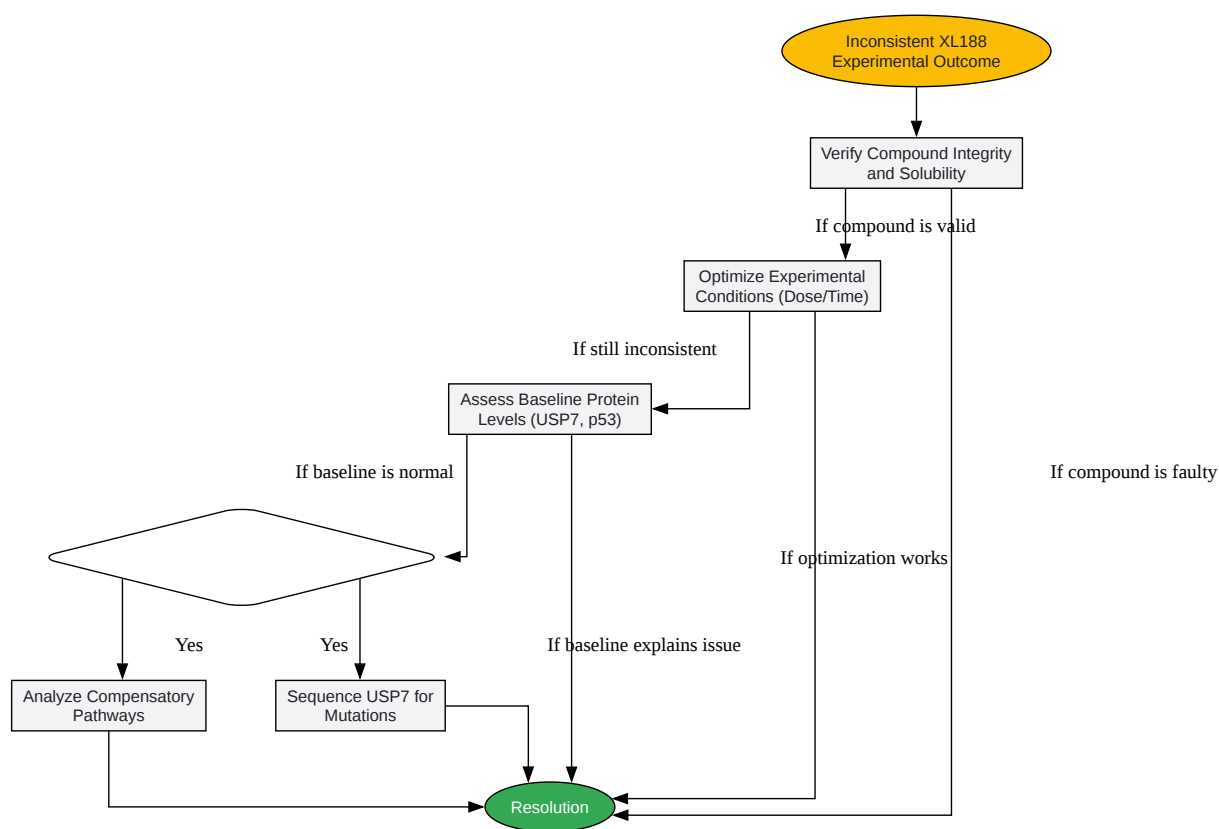 Inconsistent XL188
Experimental Outcome
Verify Compound Integrity
and Solubility
If compound is valid
Optimize Experimental
Conditions (Dose/Time)
If still inconsistent
Assess Baseline Protein
Levels (USP7, p53)
If baseline is normal
If compound is faulty
If optimization works
Yes
Yes
If baseline explains issue
Analyze Compensatory
Pathways
Sequence USP7 for
Mutations
Resolution